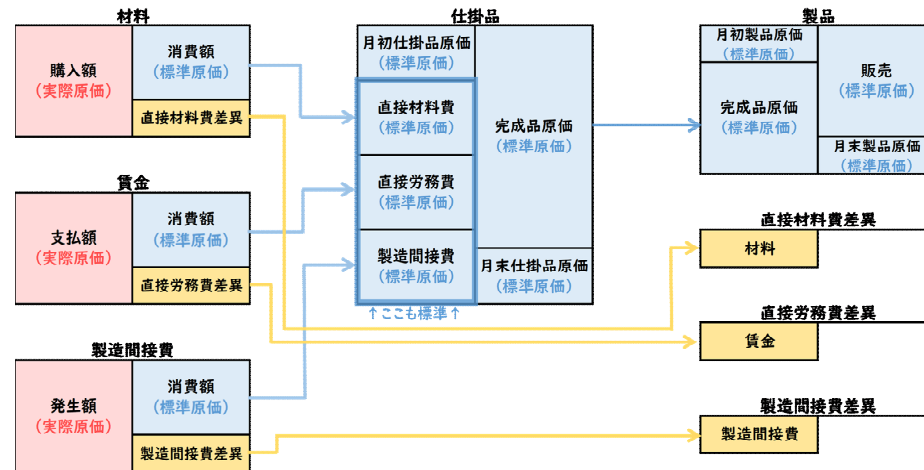 材料
購入額
(実際原価)
消費額
(標準原価)
直接材料費差異
賃金
支払額
(実際原価)
消費額
(標準原価)
直接労務費差異
製造間接費
発生額
(実際原価)
消費額
(標準原価)
製造間接費差異
仕掛品
月初仕掛品原価
(標準原価)
直接材料費
(標準原価)
直接労務費
(標準原価)
製造間接費
(標準原価)
↑ここも標準↑
完成品原価
(標準原価)
月末仕掛品原価
(標準原価)
製品
月初製品原価
(標準原価)
完成品原価
(標準原価)
販売
(標準原価)
月末製品原価
(標準原価)
直接材料費差異
材料
直接労務費差異
賃金
製造間接費差異
製造間接費